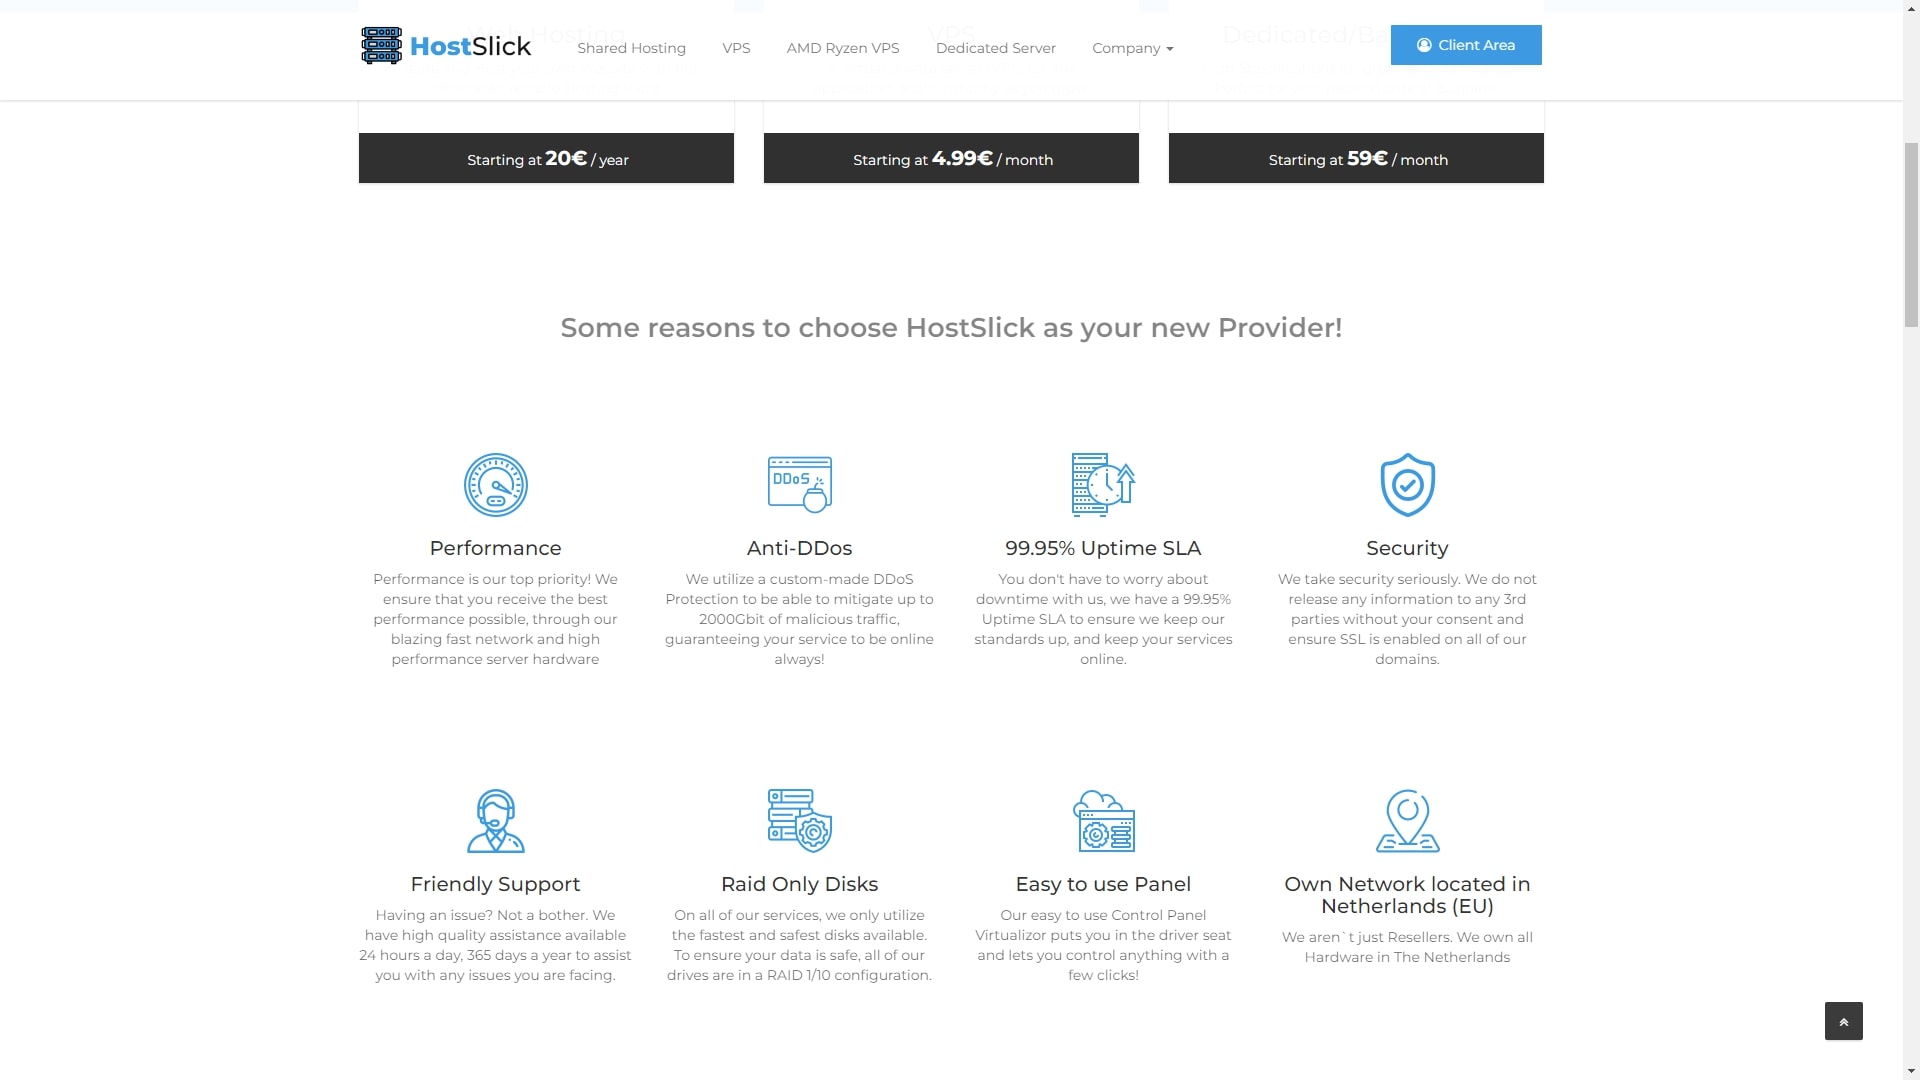 HostSlick
Shared Hosting
VPS
AMD Ryzen VPS
Dedicated Server
Company
Client Area
Starting at 20€ / year
Starting at 4.99€ / month
Starting at 59€ / month
Some reasons to choose HostSlick as your new Provider!
DDoS
Performance
Performance is our top priority! We
ensure that you receive the best
performance possible, through our
blazing fast network and high
performance server hardware
Anti-DDos
We utilize a custom-made DDoS
Protection to be able to mitigate up to
2000Gbit of malicious traffic,
guaranteeing your service to be online
always!
99.95% Uptime SLA
You don't have to worry about
downtime with us, we have a 99.95%
Uptime SLA to ensure we keep our
standards up, and keep your services
online.
Security
We take security seriously. We do not
release any information to any 3rd
parties without your consent and
ensure SSL is enabled on all of our
domains.
Friendly Support
Having an issue? Not a bother. We
have high quality assistance available
24 hours a day, 365 days a year to assist
you with any issues you are facing.
Raid Only Disks
On all of our services, we only utilize
the fastest and safest disks available.
To ensure your data is safe, all of our
drives are in a RAID 1/10 configuration.
Easy to use Panel
Our easy to use Control Panel
Virtualizor puts you in the driver seat
and lets you control anything with a
few clicks!
Own Network located in
Netherlands (EU)
We aren`t just Resellers. We own all
Hardware in The Netherlands